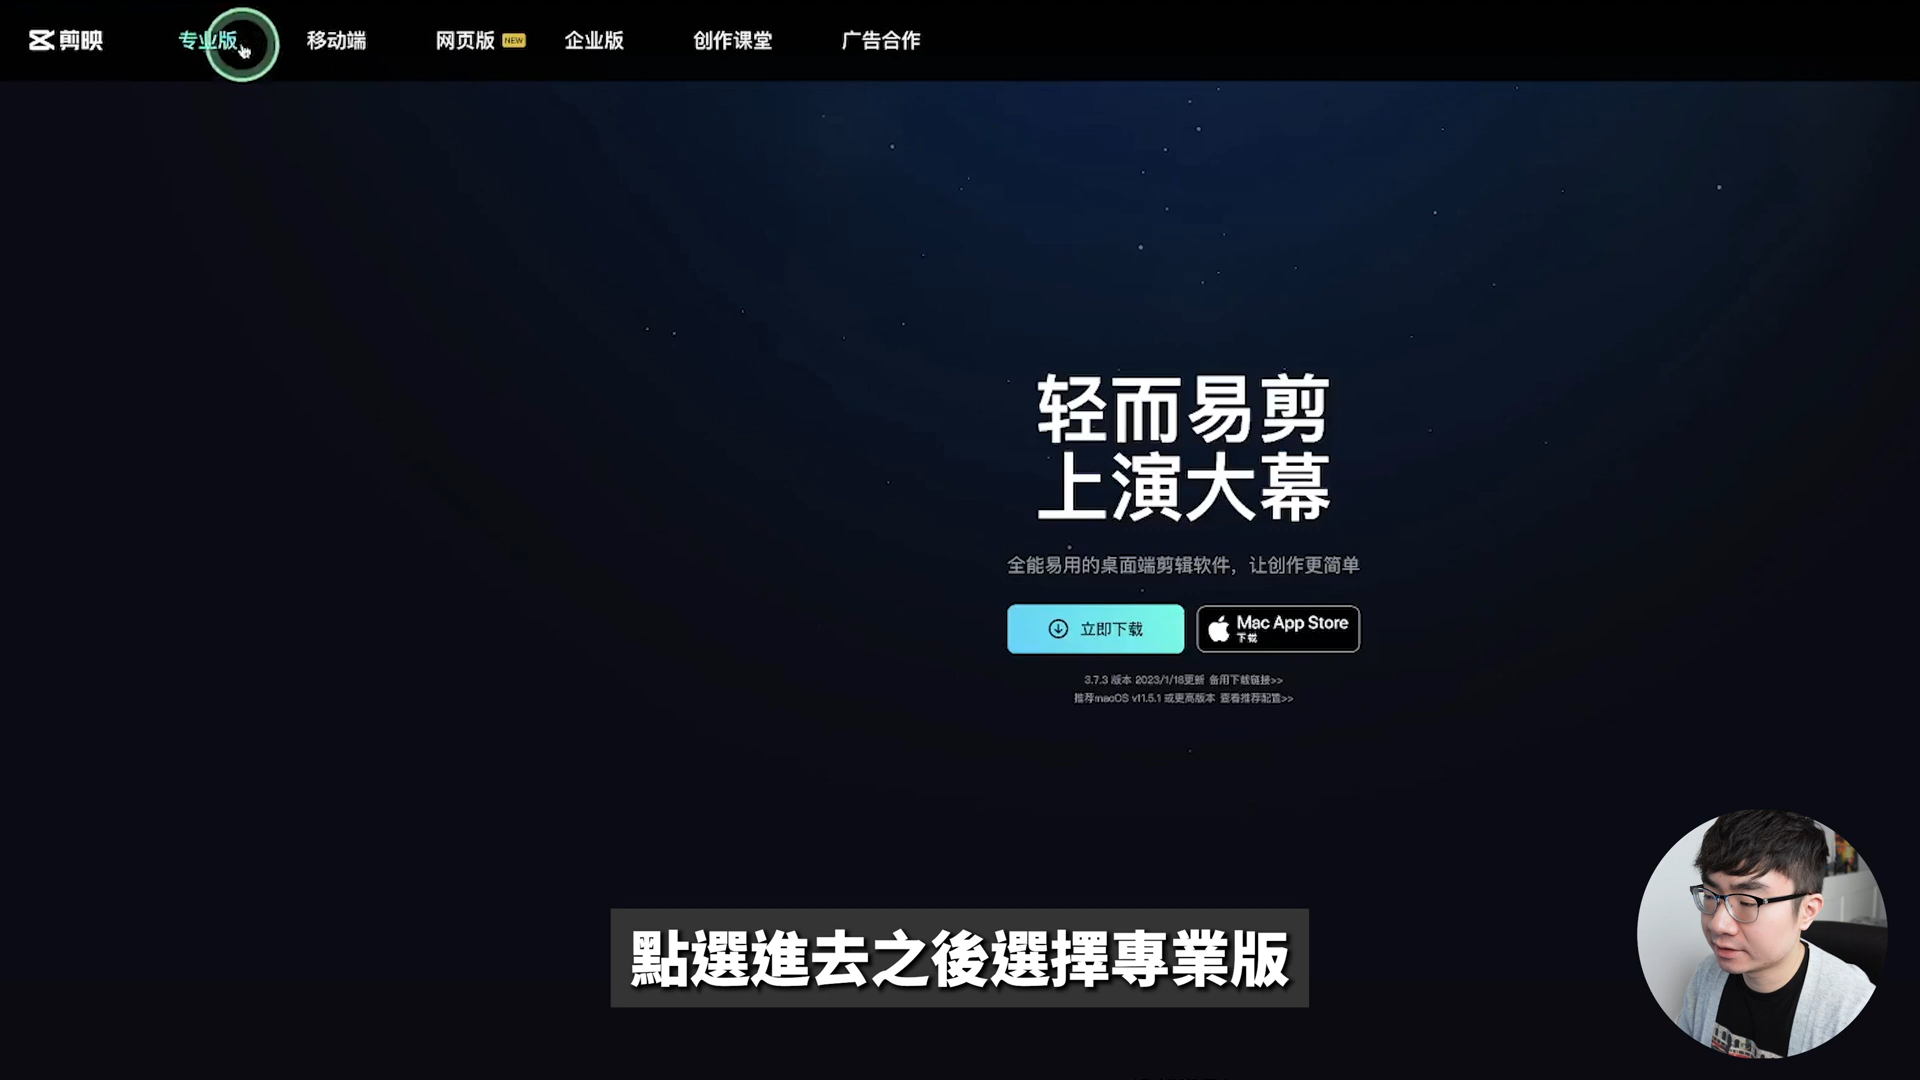 剪映
专业版
移动端
网页版 NEW
企业版
创作课堂
广告合作
轻而易剪
上演大幕
全能易用的桌面端剪辑软件，让创作更简单
立即下载
Mac App Store
下载
3.7.3 版本 2023/1/18更新 备用下载链接>>
推荐macOS v11.5.1 或更高版本 查看推荐配置>>
點選進去之後選擇專業版